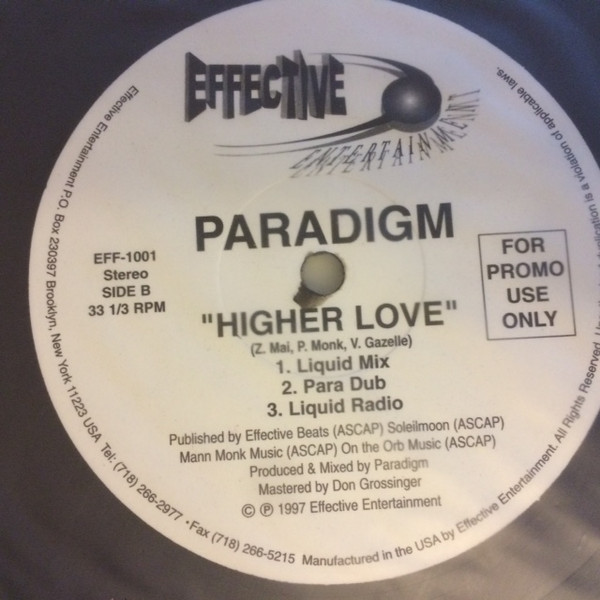 EFFECTIVE
ENTERTAINMENT
PARADIGM
EFF-1001
Stereo
SIDE B
33 1/3 RPM
FOR
PROMO
USE
ONLY
"HIGHER LOVE"
(Z. Mai, P. Monk, V. Gazelle)
1. Liquid Mix
2. Para Dub
3. Liquid Radio
Published by Effective Beats (ASCAP) Soleilmoon (ASCAP)
Mann Monk Music (ASCAP) On the Orb Music (ASCAP)
Produced & Mixed by Paradigm
Mastered by Don Grossinger
© ℗ 1997 Effective Entertainment
Effective Entertainment P.O. Box 230397 Brooklyn, New York 11223 USA Tel: (718) 266-2977 • Fax (718) 266-5215 Manufactured in the USA by Effective Entertainment. All Rights Reserved. is a violation of applicable laws.